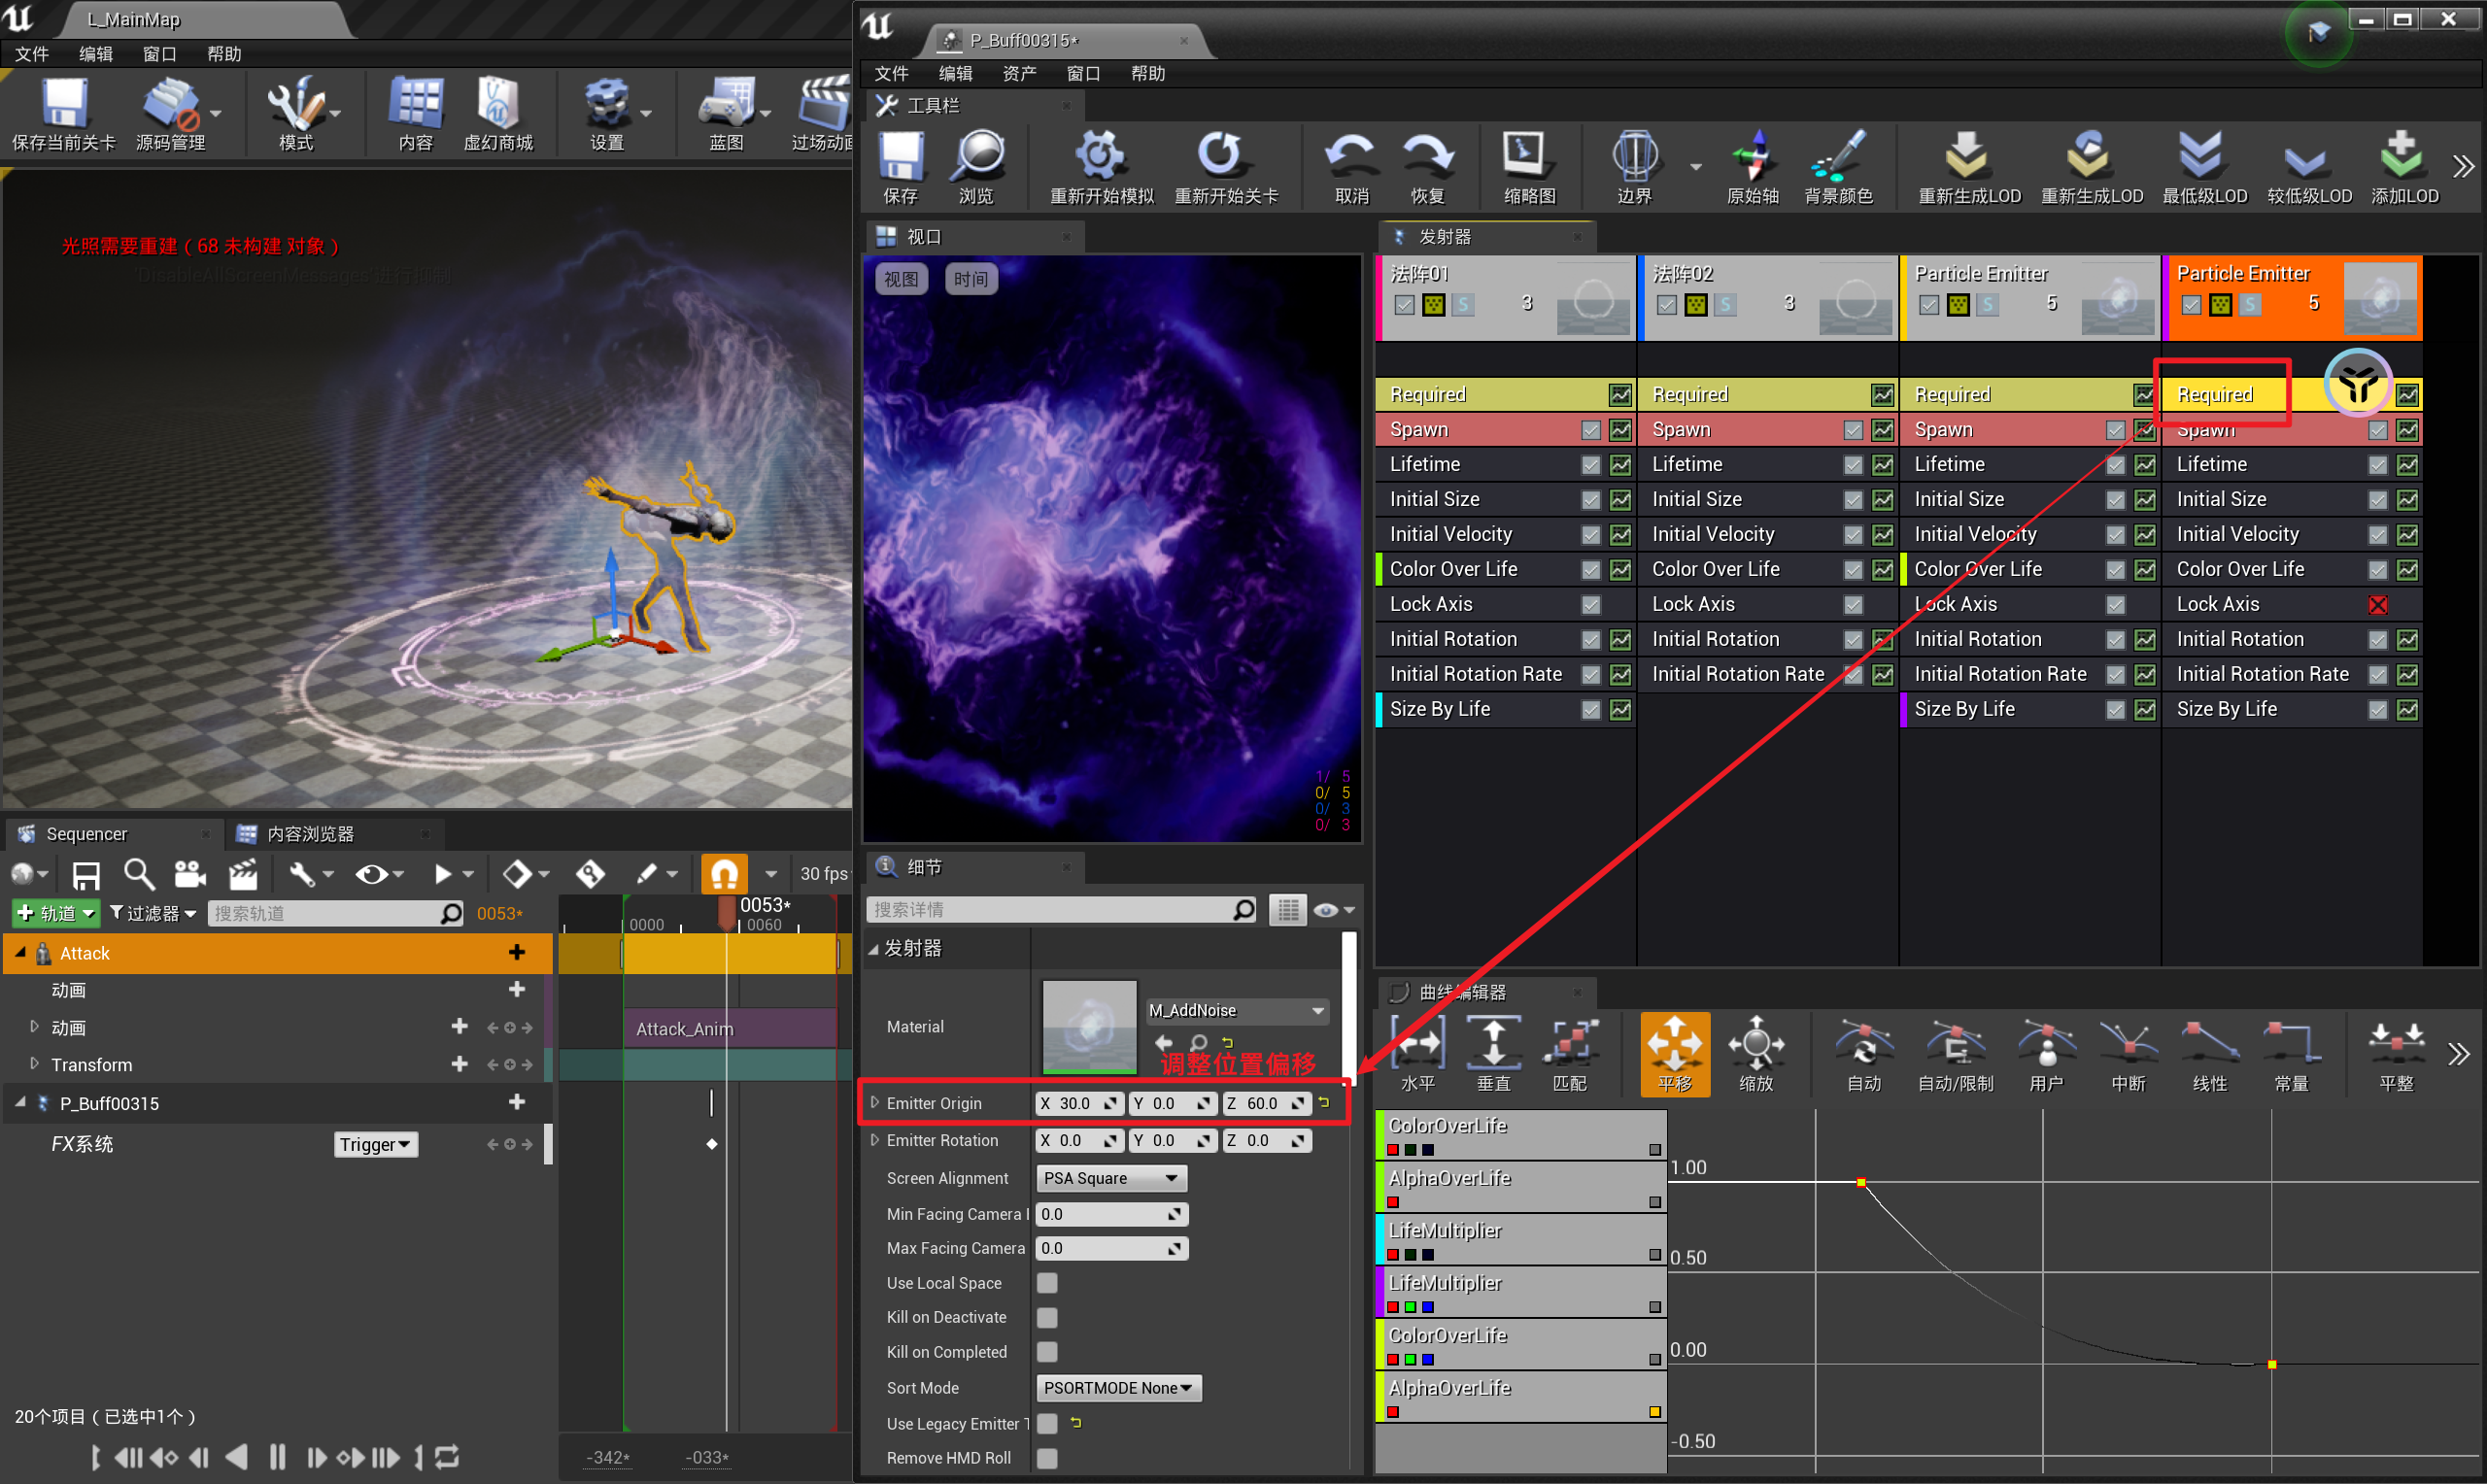 L_MainMap
文件 编辑 窗口 帮助
保存当前关卡 源码管理 模式 内容 虚幻商城 设置 蓝图 过场动画
光照需要重建 ( 68 未构建 对象 )
'DisableAllScreenMessages'进行抑制
Sequencer 内容浏览器
30 fps
轨道 过滤器 搜索轨道 0053*
0053*
0000 0060
Attack
动画
动画
Attack_Anim
Transform
P_Buff00315
FX系统 Trigger
20个项目 ( 已选中1个 )
-342* -033*
P_Buff00315*
文件 编辑 资产 窗口 帮助
工具栏
保存 浏览 重新开始模拟 重新开始关卡 取消 恢复 缩略图 边界 原始轴 背景颜色 重新生成LOD 重新生成LOD 最低级LOD 较低级LOD 添加LOD
视口
视图 时间
1/ 5
0/ 5
0/ 3
0/ 3
发射器
法阵01 法阵02 Particle Emitter Particle Emitter
S 3 S 3 S 5 S 5
Required Required Required Required
Spawn Spawn Spawn Spawn
Lifetime Lifetime Lifetime Lifetime
Initial Size Initial Size Initial Size Initial Size
Initial Velocity Initial Velocity Initial Velocity Initial Velocity
Color Over Life Color Over Life Color Over Life Color Over Life
Lock Axis Lock Axis Lock Axis Lock Axis
Initial Rotation Initial Rotation Initial Rotation Initial Rotation
Initial Rotation Rate Initial Rotation Rate Initial Rotation Rate Initial Rotation Rate
Size By Life Size By Life Size By Life
细节
搜索详情
发射器
Material M_AddNoise
调整位置偏移
Emitter Origin X 30.0 Y 0.0 Z 60.0
Emitter Rotation X 0.0 Y 0.0 Z 0.0
Screen Alignment PSA Square
Min Facing Camera 0.0
Max Facing Camera 0.0
Use Local Space
Kill on Deactivate
Kill on Completed
Sort Mode PSORTMODE None
Use Legacy Emitter T
Remove HMD Roll
曲线编辑器
水平 垂直 匹配 平移 缩放 自动 自动/限制 用户 中断 线性 常量 平整
ColorOverLife
AlphaOverLife
LifeMultiplier
LifeMultiplier
ColorOverLife
AlphaOverLife
1.00
0.50
0.00
-0.50